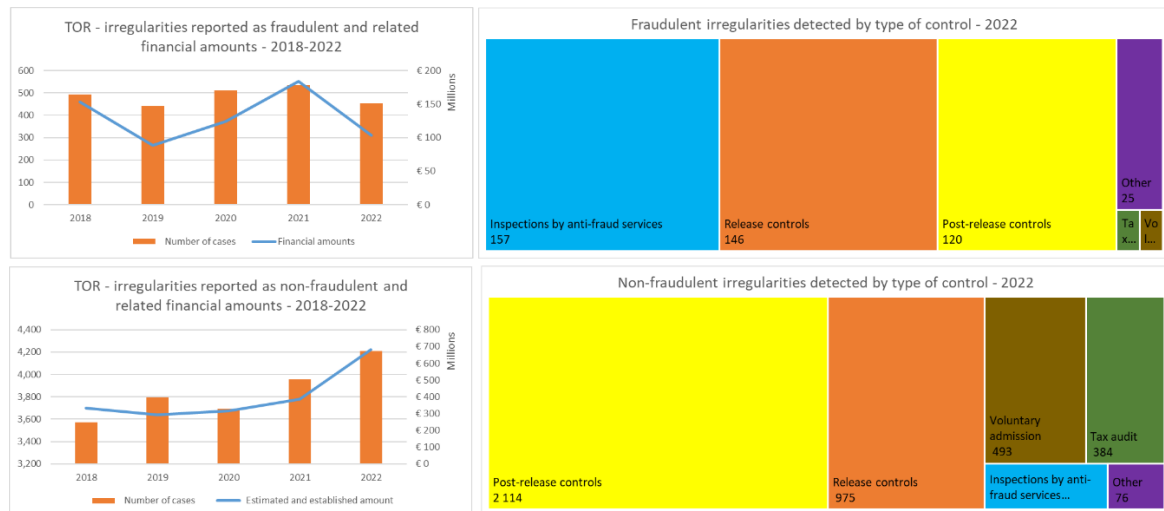 TOR - irregularities reported as fraudulent and related
financial amounts - 2018-2022
600
500
400
300
200
100
0
€ 200
€ 150
€ 100
€ 50
€ 0
Millions
2018
2019
2020
2021
2022
Number of cases
Financial amounts
Fraudulent irregularities detected by type of control - 2022
Inspections by anti-fraud services
157
Release controls
146
Post-release controls
120
Other
25
Ta
x...
Vo
l...
TOR - irregularities reported as non-fraudulent and
related financial amounts - 2018-2022
4,400
4,200
4,000
3,800
3,600
3,400
3,200
€ 800
€ 700
€ 600
€ 500
€ 400
€ 300
€ 200
€ 100
€ 0
Millions
2018
2019
2020
2021
2022
Number of cases
Estimated and established amount
Non-fraudulent irregularities detected by type of control - 2022
Post-release controls
2 114
Release controls
975
Voluntary
admission
493
Tax audit
384
Inspections by anti-
fraud services...
Other
76